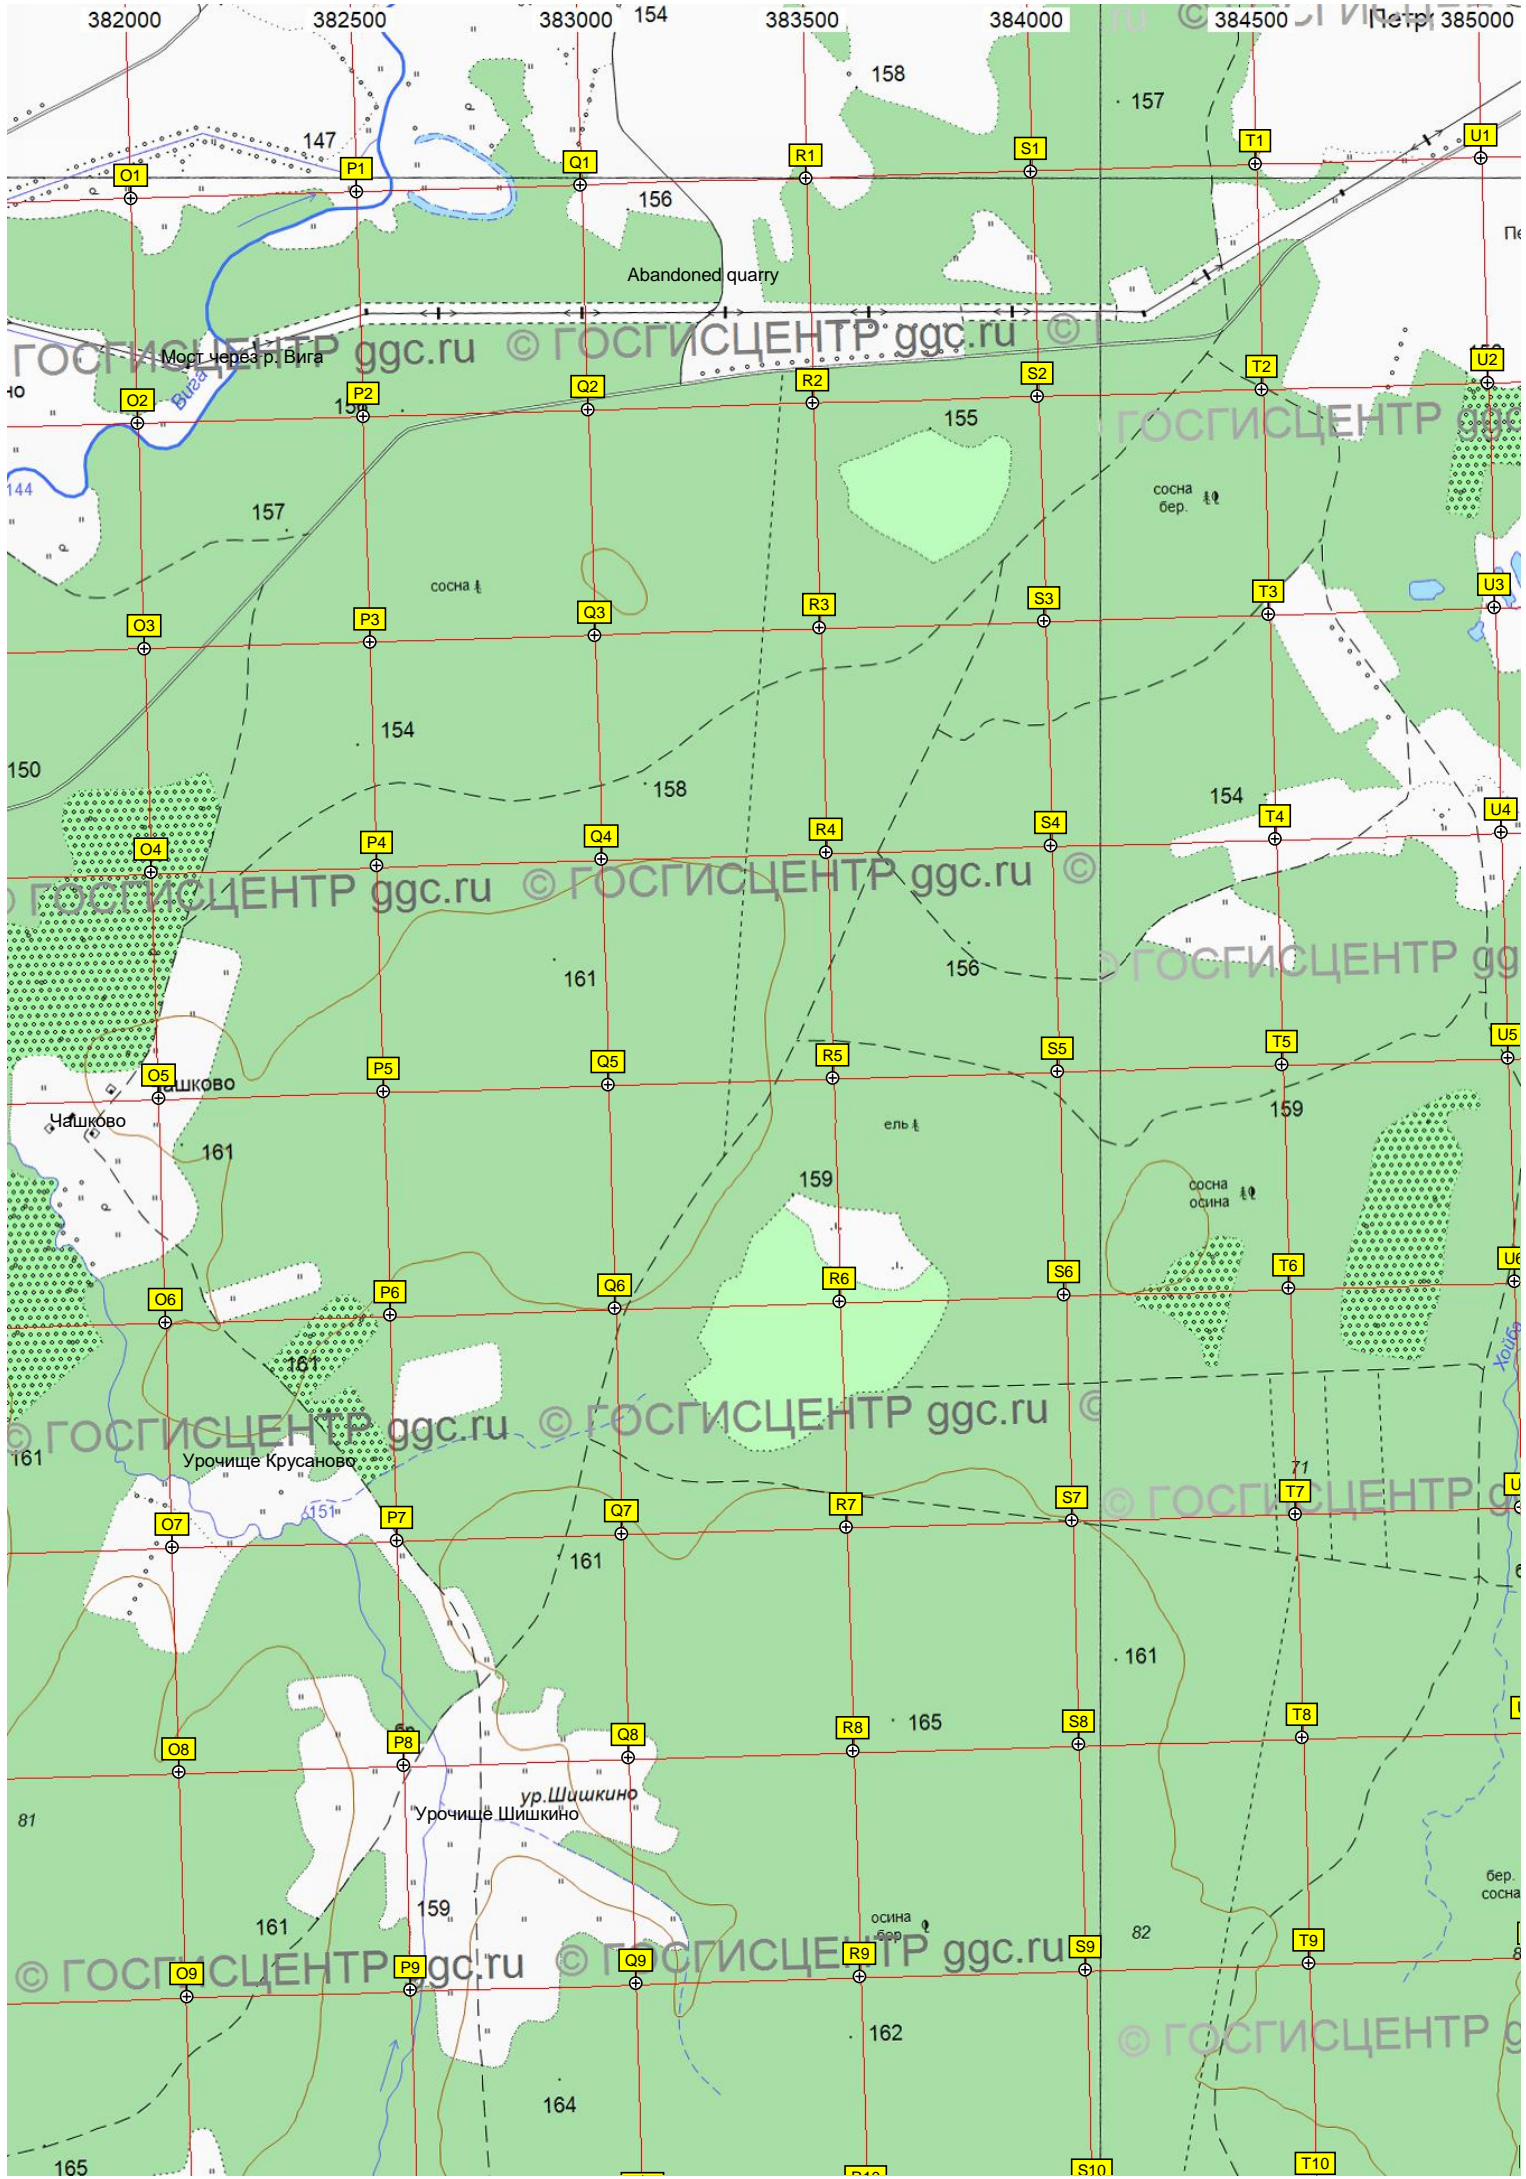 382000 382500 383000 383500 384000 384500 385000
154
158
157
147
O1 P1 Q1 R1 S1 T1 U1
156
Abandoned quarry
© ГОСГИСЦЕНТР ggc.ru © ГОСГИСЦЕНТР ggc.ru ©
Мост через р. Вига
Вига
O2 P2 Q2 R2 S2 T2 U2
155
ГОСГИСЦЕНТР
144
157
сосна
бер.
сосна
O3 P3 Q3 R3 S3 T3 U3
154
150
158
154
O4 P4 Q4 R4 S4 T4 U4
ГОСГИСЦЕНТР ggc.ru © ГОСГИСЦЕНТР ggc.ru ©
161
156
ГОСГИСЦЕНТР
O5 P5 Q5 R5 S5 T5 U5
Чашково
159
161
ель
159
сосна
осина
O6 P6 Q6 R6 S6 T6 U6
161
© ГОСГИСЦЕНТР ggc.ru © ГОСГИСЦЕНТР ggc.ru ©
161
Урочище Крусаново
71
© ГОСГИСЦЕНТР
151
O7 P7 Q7 R7 S7 T7
161
161
165
O8 P8 Q8 R8 S8 T8
ур.Шишкино
Урочище Шишкино
81
бер.
сосна
159
161
осина
82
O9 P9 Q9 R9 S9 T9
© ГОСГИСЦЕНТР ggc.ru © ГОСГИСЦЕНТР ggc.ru
162
© ГОСГИСЦЕНТР
164
165
S10 T10